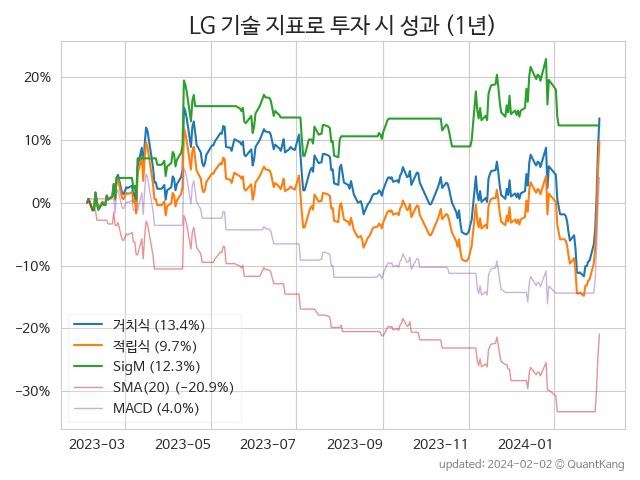 LG 기술 지표로 투자 시 성과 (1년)
20%
10%
0%
−10%
−20%
−30%
거치식 (13.4%)
적립식 (9.7%)
SigM (12.3%)
SMA(20) (−20.9%)
MACD (4.0%)
2023-03
2023-05
2023-07
2023-09
2023-11
2024-01
updated: 2024-02-02 © QuantKang